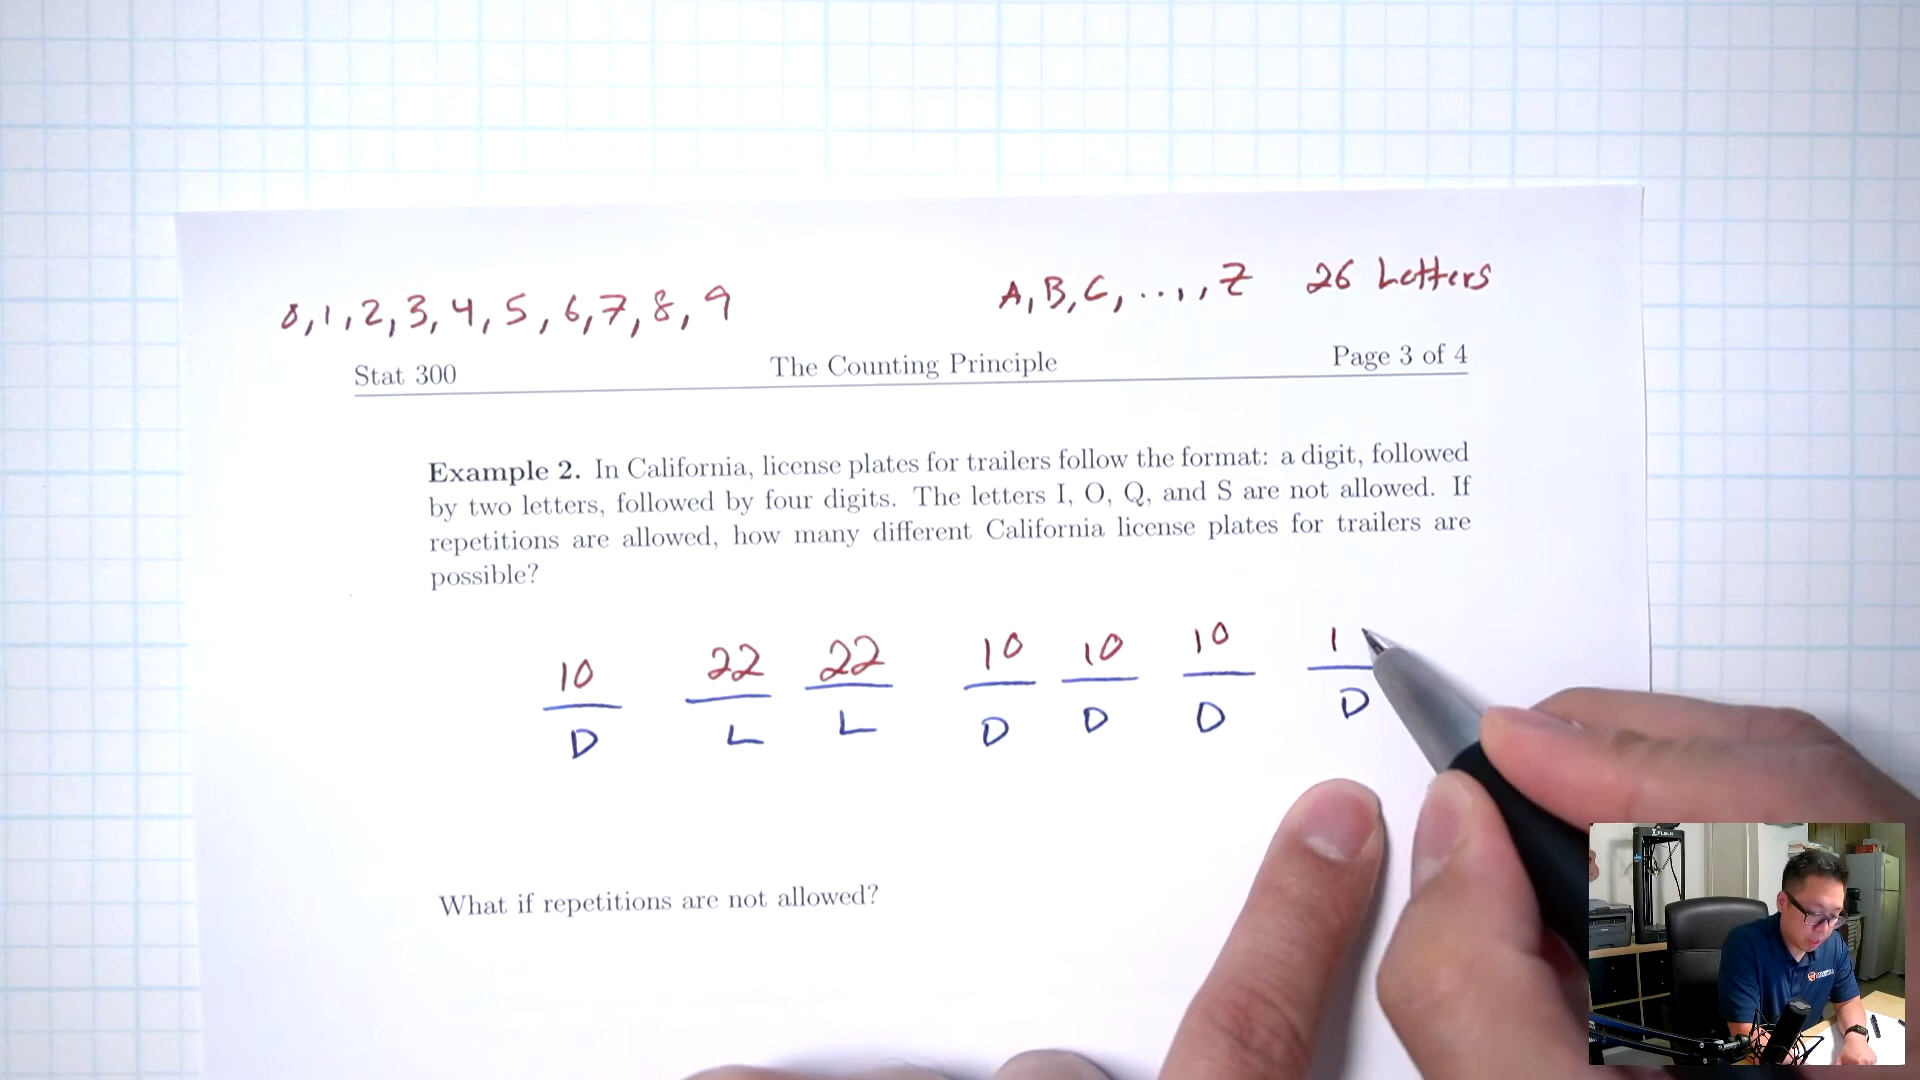 0, 1, 2, 3, 4, 5, 6, 7, 8, 9
A, B, C, ..., , Z 26 Letters
Stat 300 The Counting Principle Page 3 of 4
Example 2. In California, license plates for trailers follow the format: a digit, followed
by two letters, followed by four digits. The letters I, O, Q, and S are not allowed. If
repetitions are allowed, how many different California license plates for trailers are
possible?
10 22 22 10 10 10 1
D L L D D D D
What if repetitions are not allowed?